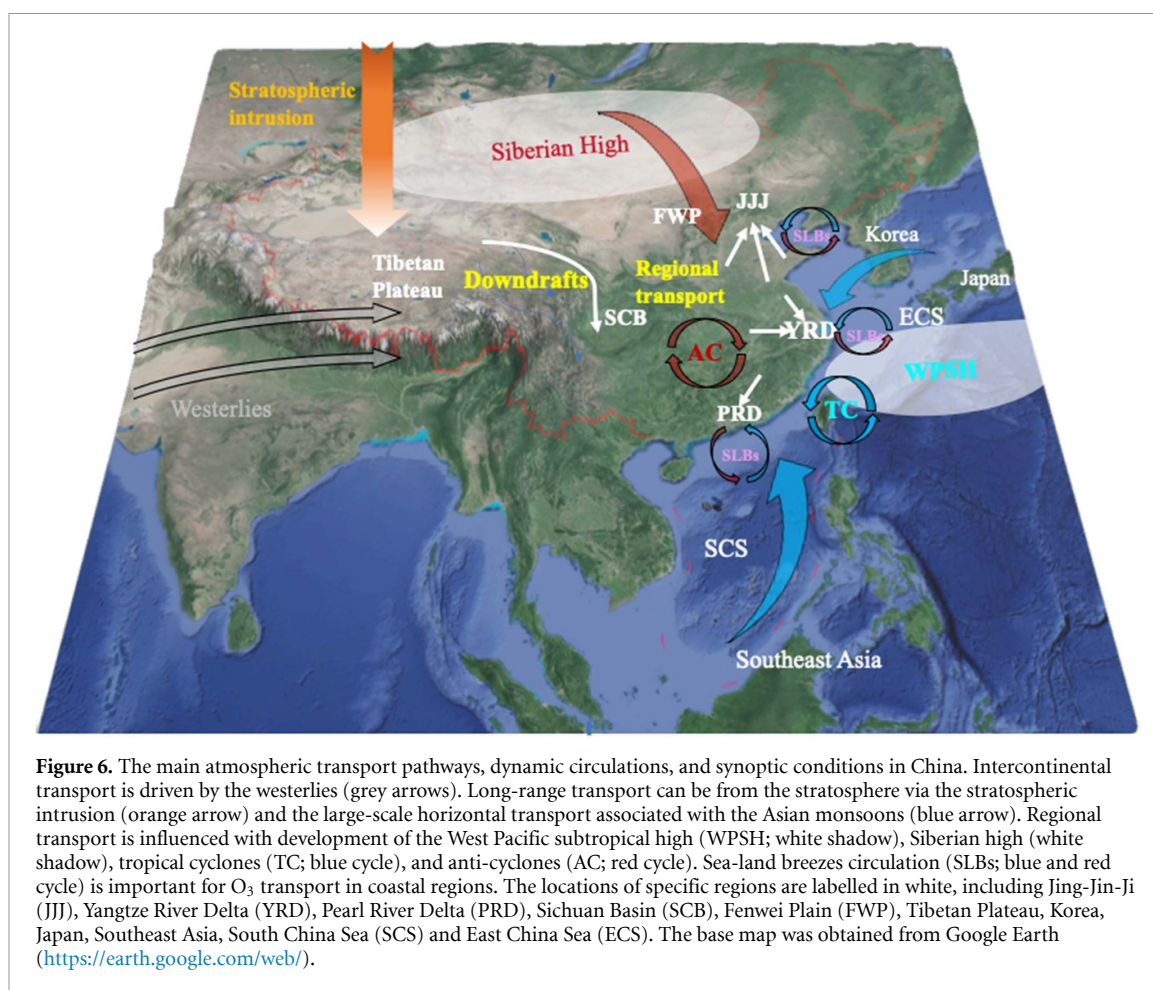 Stratospheric
intrusion
Siberian High
JJJ
FWP
SLBs
Korea
Tibetan
Plateau
Downdrafts
Regional
transport
Japan
SCB
YRD
SLBs
ECS
AC
WPSH
Westerlies
PRD
TC
SLBs
SCS
Southeast Asia
Figure 6. The main atmospheric transport pathways, dynamic circulations, and synoptic conditions in China. Intercontinental
transport is driven by the westerlies (grey arrows). Long-range transport can be from the stratosphere via the stratospheric
intrusion (orange arrow) and the large-scale horizontal transport associated with the Asian monsoons (blue arrow). Regional
transport is influenced with development of the West Pacific subtropical high (WPSH; white shadow), Siberian high (white
shadow), tropical cyclones (TC; blue cycle), and anti-cyclones (AC; red cycle). Sea-land breezes circulation (SLBs; blue and red
cycle) is important for O₃ transport in coastal regions. The locations of specific regions are labelled in white, including Jing-Jin-Ji
(JJJ), Yangtze River Delta (YRD), Pearl River Delta (PRD), Sichuan Basin (SCB), Fenwei Plain (FWP), Tibetan Plateau, Korea,
Japan, Southeast Asia, South China Sea (SCS) and East China Sea (ECS). The base map was obtained from Google Earth
(https://earth.google.com/web/).